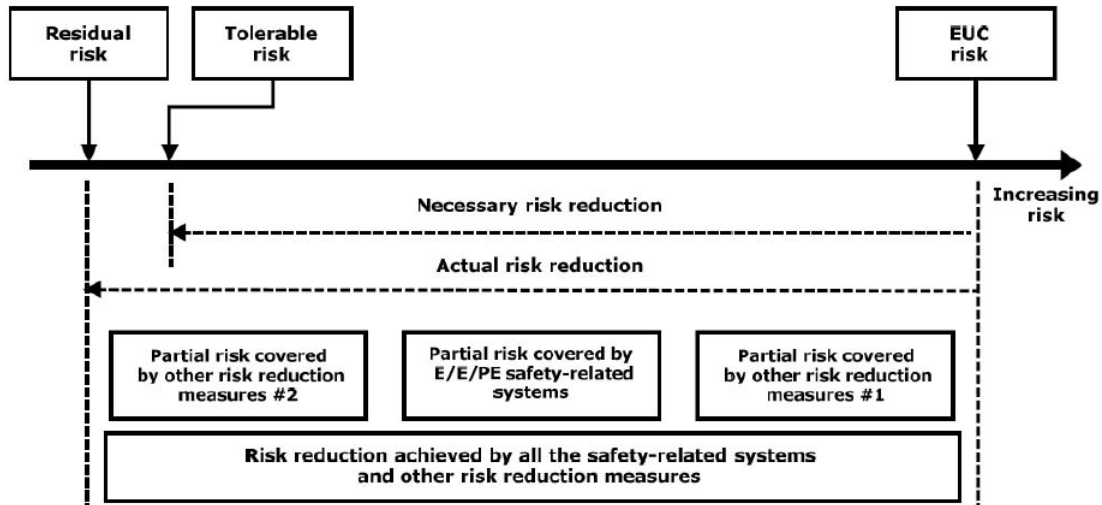 Residual
risk
Tolerable
risk
EUC
risk
Increasing
risk
Necessary risk reduction
Actual risk reduction
Partial risk covered
by other risk reduction
measures #2
Partial risk covered by
E/E/PE safety-related
systems
Partial risk covered
by other risk reduction
measures #1
Risk reduction achieved by all the safety-related systems
and other risk reduction measures